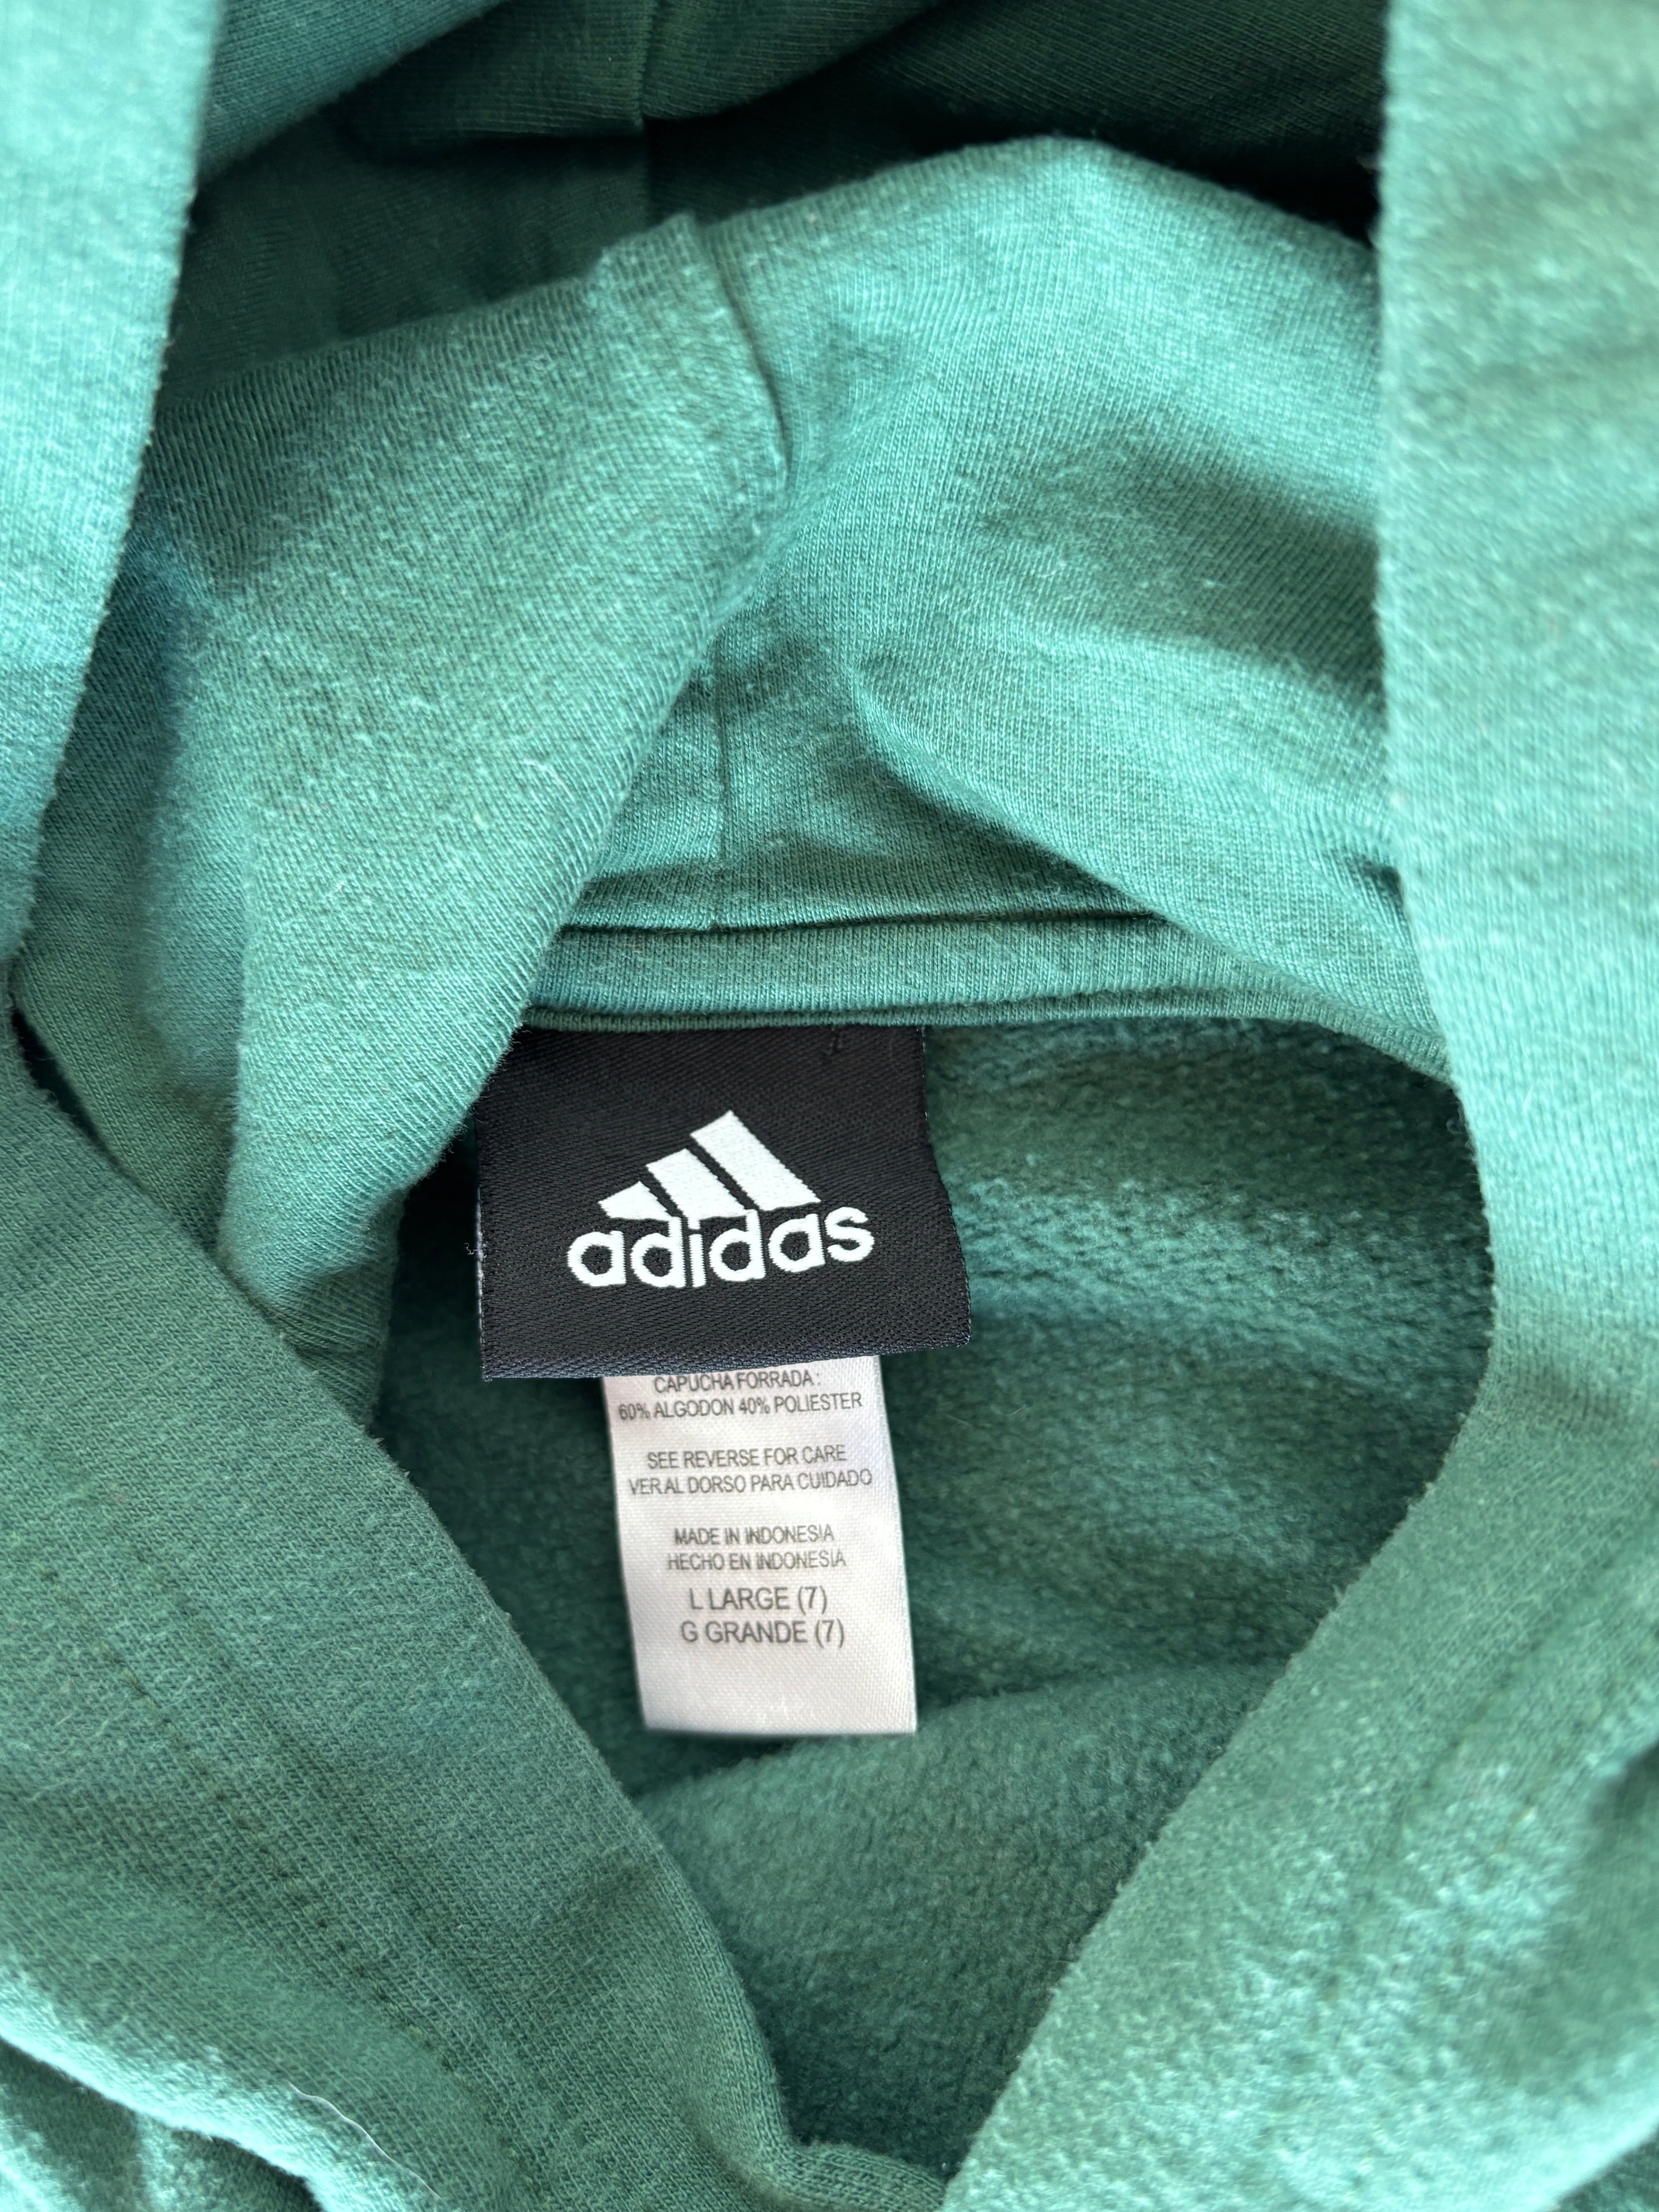 adidas
CAPUCHA FORRADA:
60% ALGODON 40% POLIESTER
SEE REVERSE FOR CARE
VER AL DORSO PARA CUIDADO
MADE IN INDONESIA
HECHO EN INDONESIA
L LARGE (7)
G GRANDE (7)